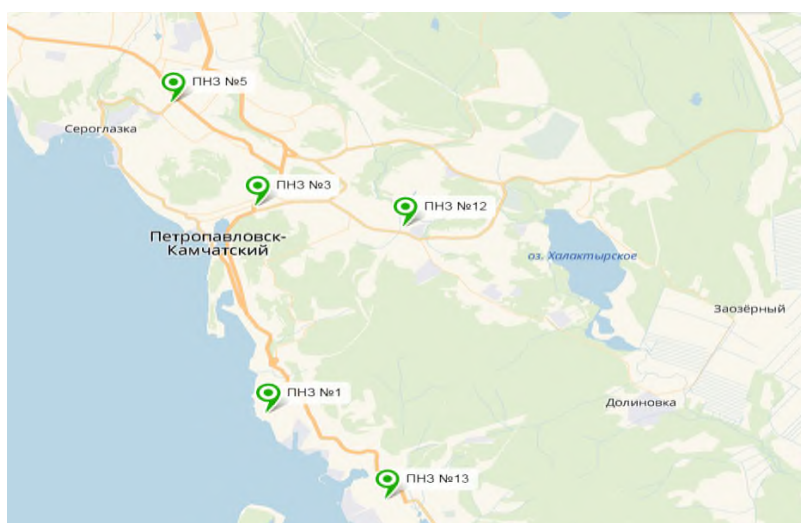 ПНЗ №5
Сероглазка
ПНЗ №3
ПНЗ №12
Петропавловск-
Камчатский
оз. Халактырское
Заозёрный
ПНЗ №1
Долиновка
ПНЗ №13